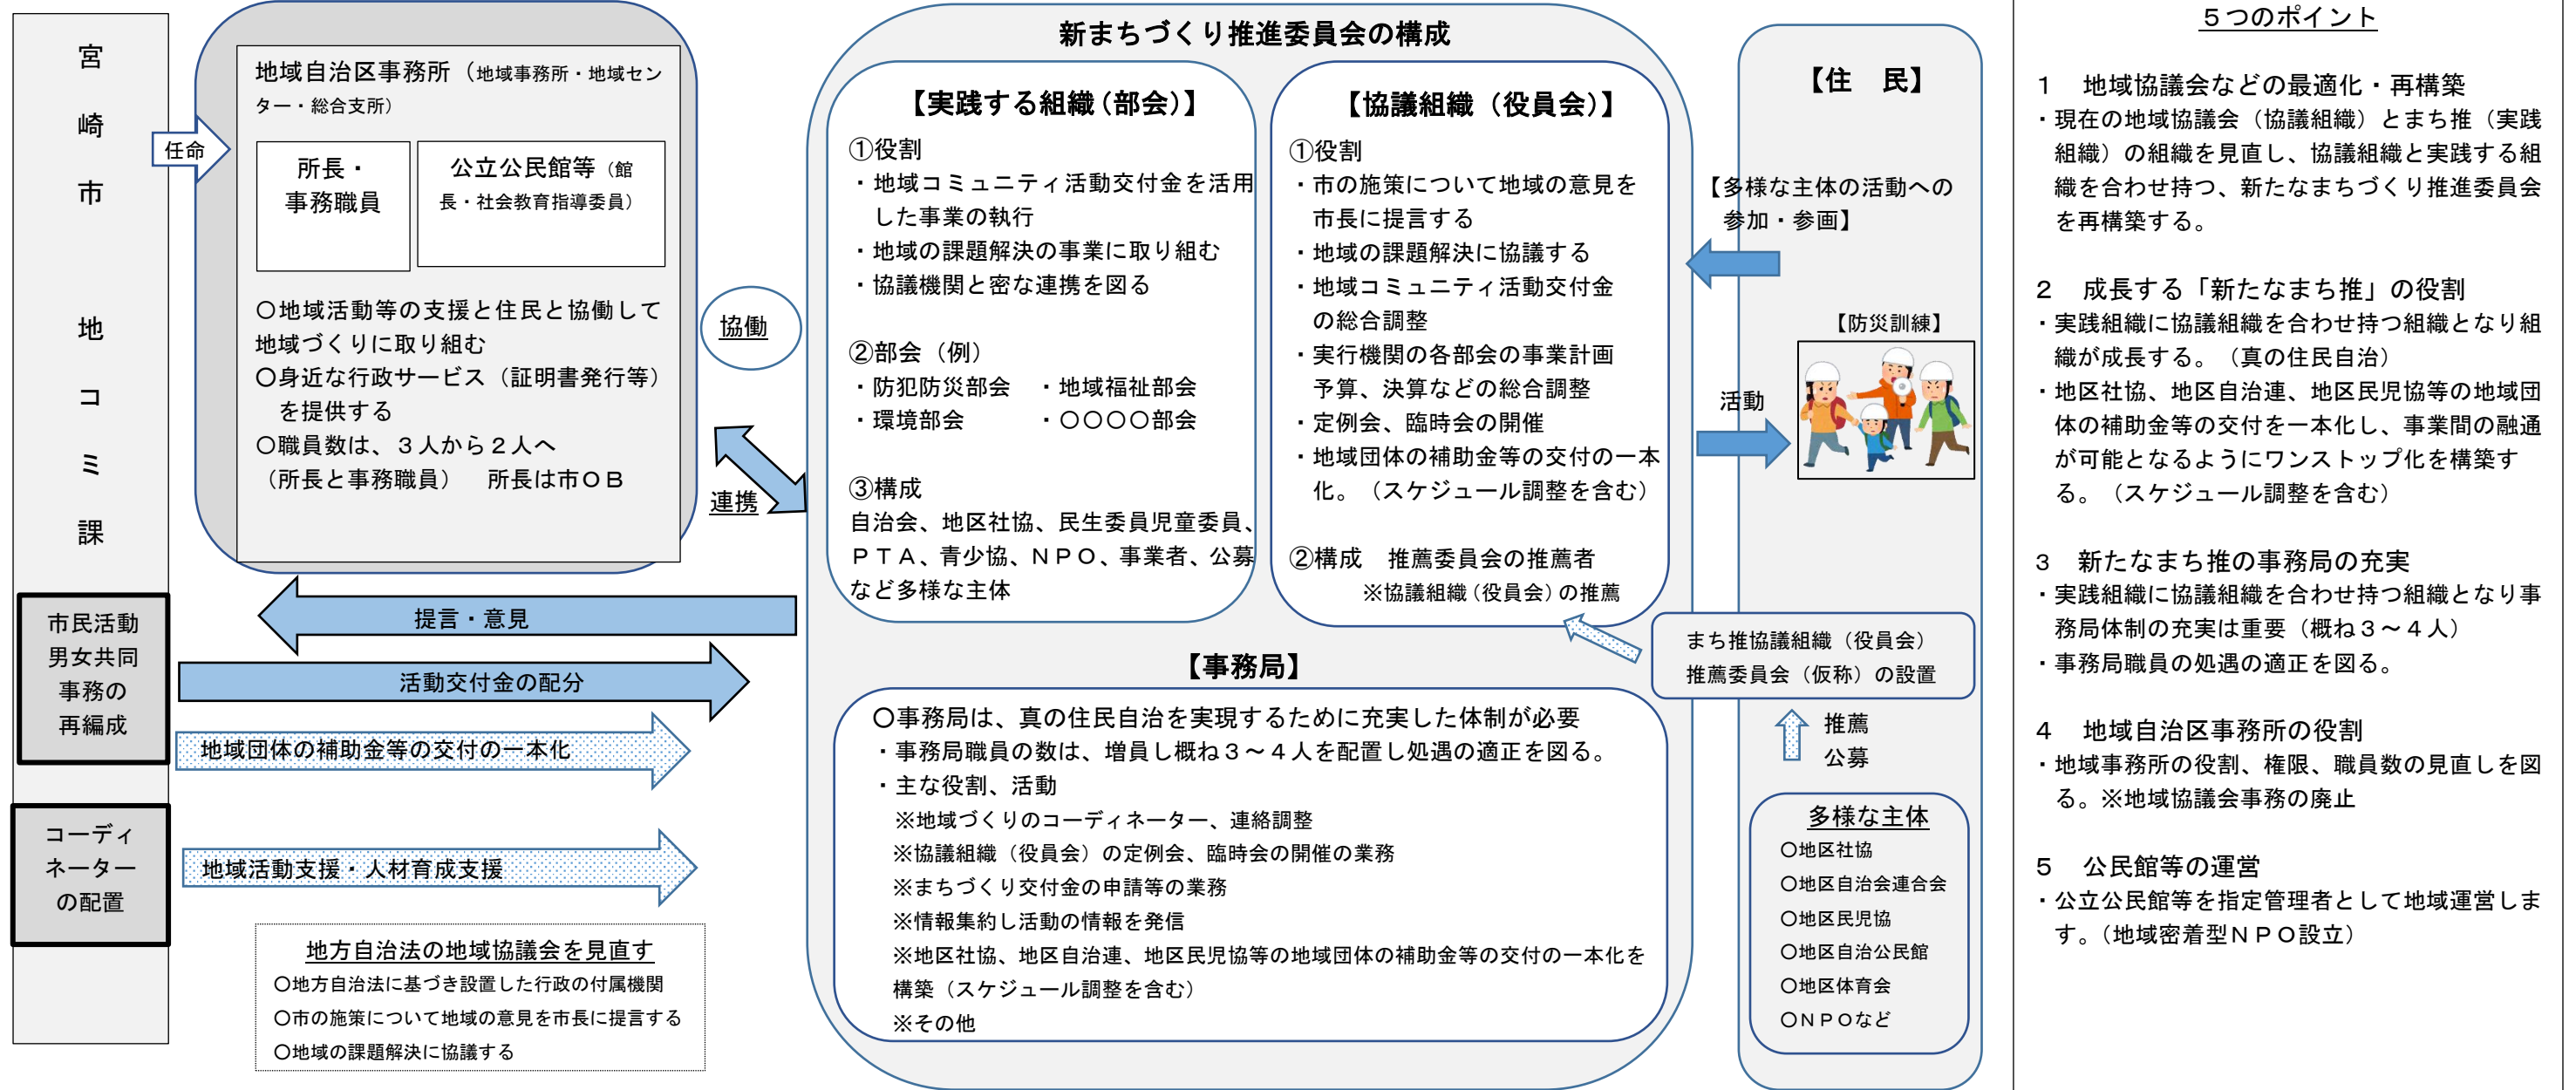 宮
崎
市
地
コ
ミ
課
市民活動
男女共同
事務の
再編成
コーディ
ネーター
の配置
任命
地域自治区事務所（地域事務所・地域セン
ター・総合支所）
所長・
事務職員
公立公民館等（館
長・社会教育指導委員）
〇地域活動等の支援と住民と協働して
地域づくりに取り組む
〇身近な行政サービス（証明書発行等）
を提供する
〇職員数は、３人から２人へ
（所長と事務職員）　所長は市ＯＢ
協働
連携
提言・意見
活動交付金の配分
地域団体の補助金等の交付の一本化
地域活動支援・人材育成支援
地方自治法の地域協議会を見直す
〇地方自治法に基づき設置した行政の付属機関
〇市の施策について地域の意見を市長に提言する
〇地域の課題解決に協議する
新まちづくり推進委員会の構成
【実践する組織（部会）】
①役割
・地域コミュニティ活動交付金を活用
した事業の執行
・地域の課題解決の事業に取り組む
・協議機関と密な連携を図る
②部会（例）
・防犯防災部会　・地域福祉部会
・環境部会　　　・〇〇〇〇部会
③構成
自治会、地区社協、民生委員児童委員、
ＰＴＡ、青少協、ＮＰＯ、事業者、公募
など多様な主体
【協議組織（役員会）】
①役割
・市の施策について地域の意見を
市長に提言する
・地域の課題解決に協議する
・地域コミュニティ活動交付金
の総合調整
・実行機関の各部会の事業計画
予算、決算などの総合調整
・定例会、臨時会の開催
・地域団体の補助金等の交付の一本
化。（スケジュール調整を含む）
②構成　推薦委員会の推薦者
※協議組織（役員会）の推薦
【事務局】
〇事務局は、真の住民自治を実現するために充実した体制が必要
・事務局職員の数は、増員し概ね３～４人を配置し処遇の適正を図る。
・主な役割、活動
※地域づくりのコーディネーター、連絡調整
※協議組織（役員会）の定例会、臨時会の開催の業務
※まちづくり交付金の申請等の業務
※情報集約し活動の情報を発信
※地区社協、地区自治連、地区民児協等の地域団体の補助金等の交付の一本化を
構築（スケジュール調整を含む）
※その他
【住　民】
【多様な主体の活動への
参加・参画】
【防災訓練】
活動
まち推協議組織（役員会）
推薦委員会（仮称）の設置
推薦
公募
多様な主体
〇地区社協
〇地区自治会連合会
〇地区民児協
〇地区自治公民館
〇地区体育会
〇ＮＰＯなど
５つのポイント
１　地域協議会などの最適化・再構築
・現在の地域協議会（協議組織）とまち推（実践
組織）の組織を見直し、協議組織と実践する組
織を合わせ持つ、新たなまちづくり推進委員会
を再構築する。
２　成長する「新たなまち推」の役割
・実践組織に協議組織を合わせ持つ組織となり組
織が成長する。（真の住民自治）
・地区社協、地区自治連、地区民児協等の地域団
体の補助金等の交付を一本化し、事業間の融通
が可能となるようにワンストップ化を構築す
る。（スケジュール調整を含む）
３　新たなまち推の事務局の充実
・実践組織に協議組織を合わせ持つ組織となり事
務局体制の充実は重要（概ね３～４人）
・事務局職員の処遇の適正を図る。
４　地域自治区事務所の役割
・地域事務所の役割、権限、職員数の見直しを図
る。※地域協議会事務の廃止
５　公民館等の運営
・公立公民館等を指定管理者として地域運営しま
す。（地域密着型ＮＰＯ設立）